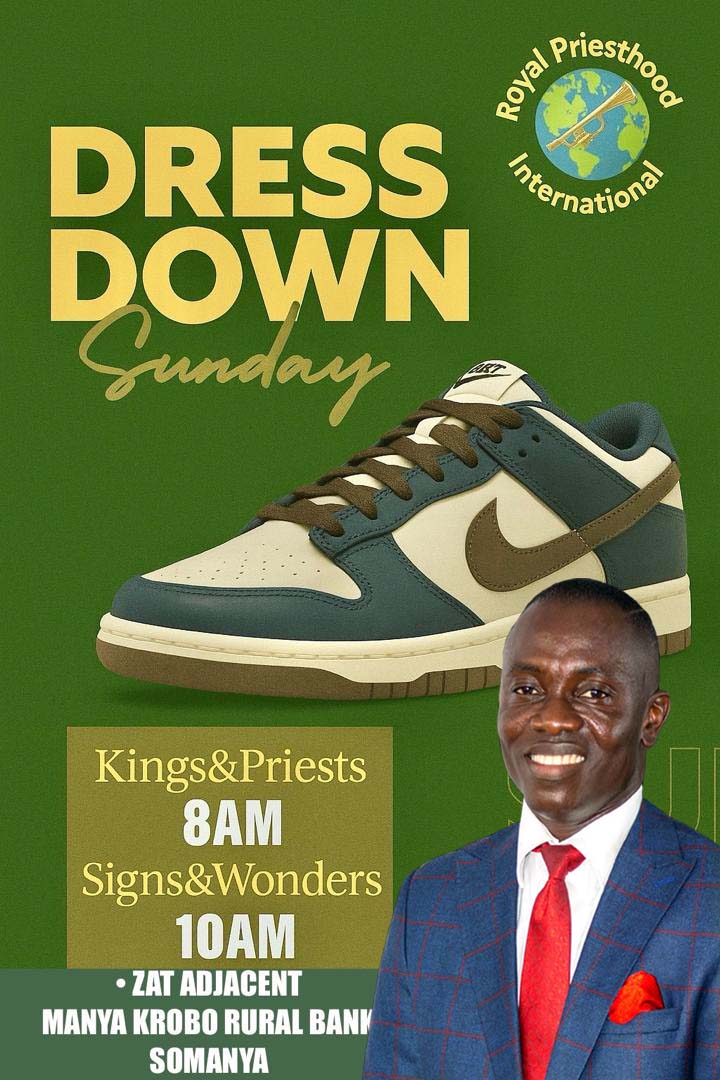 Royal Priesthood
International
DRESS
DOWN
Sunday
Kings&Priests
8AM
Signs&Wonders
10AM
• ZAT ADJACENT
MANYA KROBO RURAL BANK
SOMANYA